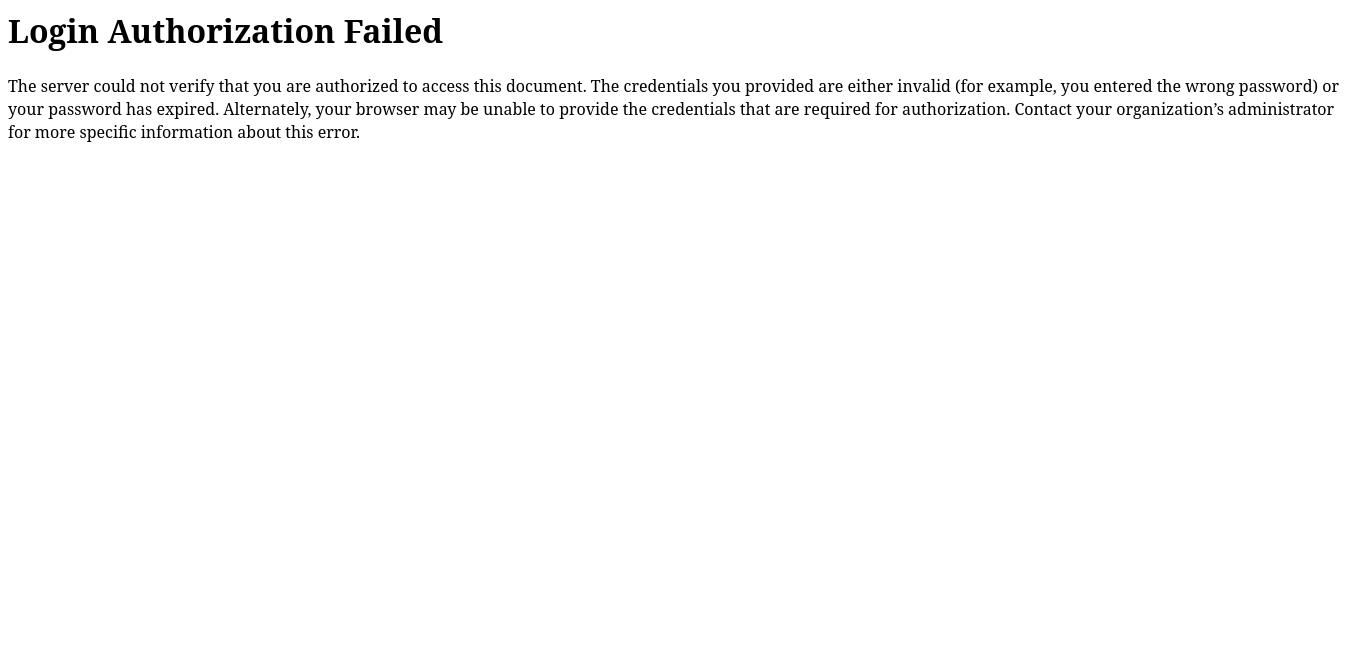 Login Authorization Failed
The server could not verify that you are authorized to access this document. The credentials you provided are either invalid (for example, you entered the wrong password) or
your password has expired. Alternately, your browser may be unable to provide the credentials that are required for authorization. Contact your organization’s administrator
for more specific information about this error.